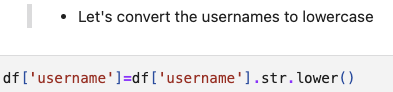 • Let's convert the usernames to lowercase
df['username']=df['username'].str.lower()